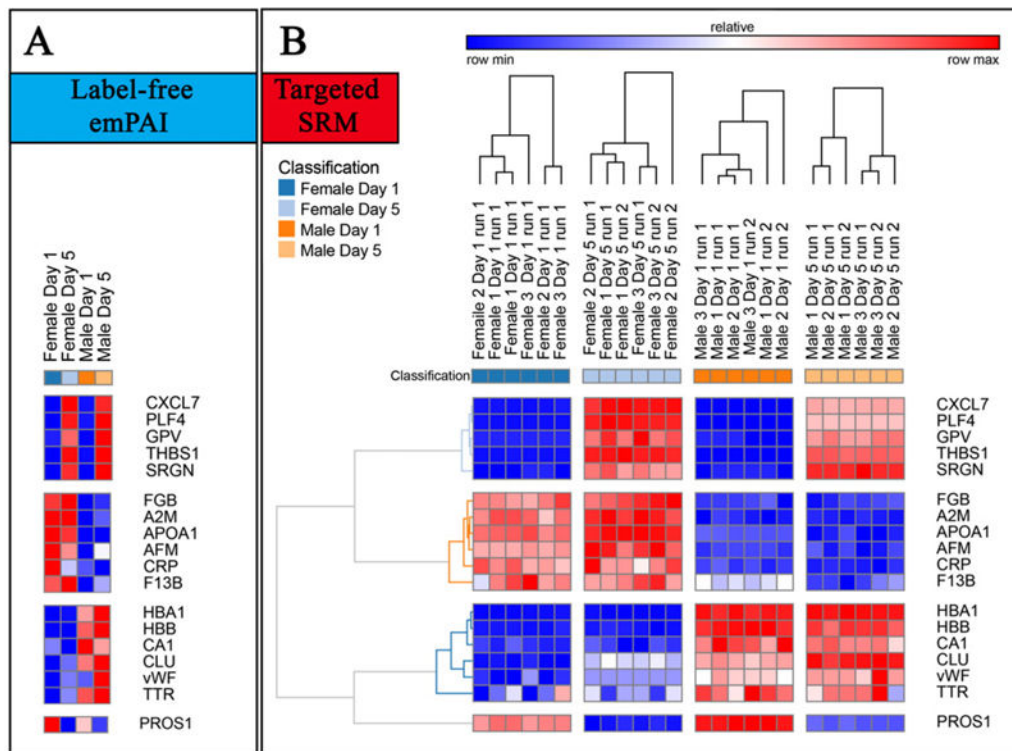 A
Label-free
emPAI
Female Day 1
Female Day 5
Male Day 1
Male Day 5
CXCL7
PLF4
GPV
THBS1
SRGN
FGB
A2M
APOA1
AFM
CRP
F13B
HBA1
HBB
CA1
CLU
vWF
TTR
PROS1
B
Targeted
SRM
relative
row min
row max
Classification
Female Day 1
Female Day 5
Male Day 1
Male Day 5
Female 2 Day 1 run 1
Female 1 Day 1 run 1
Female 1 Day 1 run 1
Female 3 Day 1 run 1
Female 2 Day 1 run 1
Female 3 Day 1 run 1
Female 2 Day 5 run 1
Female 1 Day 5 run 1
Female 1 Day 5 run 2
Female 3 Day 5 run 1
Female 3 Day 5 run 2
Female 2 Day 5 run 2
Male 3 Day 1 run 1
Male 1 Day 1 run 1
Male 2 Day 1 run 1
Male 3 Day 1 run 2
Male 1 Day 1 run 2
Male 2 Day 1 run 2
Male 1 Day 5 run 1
Male 2 Day 5 run 1
Male 1 Day 5 run 2
Male 3 Day 5 run 1
Male 3 Day 5 run 2
Male 2 Day 5 run 2
Classification
CXCL7
PLF4
GPV
THBS1
SRGN
FGB
A2M
APOA1
AFM
CRP
F13B
HBA1
HBB
CA1
CLU
vWF
TTR
PROS1